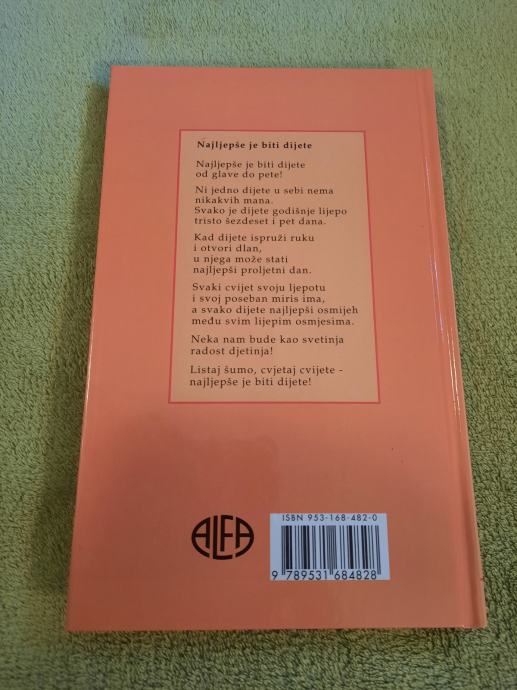 Najljepše je biti dijete
Najljepše je biti dijete
od glave do pete!
Ni jedno dijete u sebi nema
nikakvih mana.
Svako je dijete godišnje lijepo
tristo šezdeset i pet dana.
Kad dijete ispruži ruku
i otvori dlan,
u njega može stati
najljepši proljetni dan.
Svaki cvijet svoju ljepotu
i svoj poseban miris ima,
a svako dijete najljepši osmijeh
među svim lijepim osmjesima.
Neka nam bude kao svetinja
radost djetinja!
Listaj šumo, cvjetaj cvijete -
najljepše je biti dijete!
ALFA
ISBN 953-168-482-0
9 789531 684828